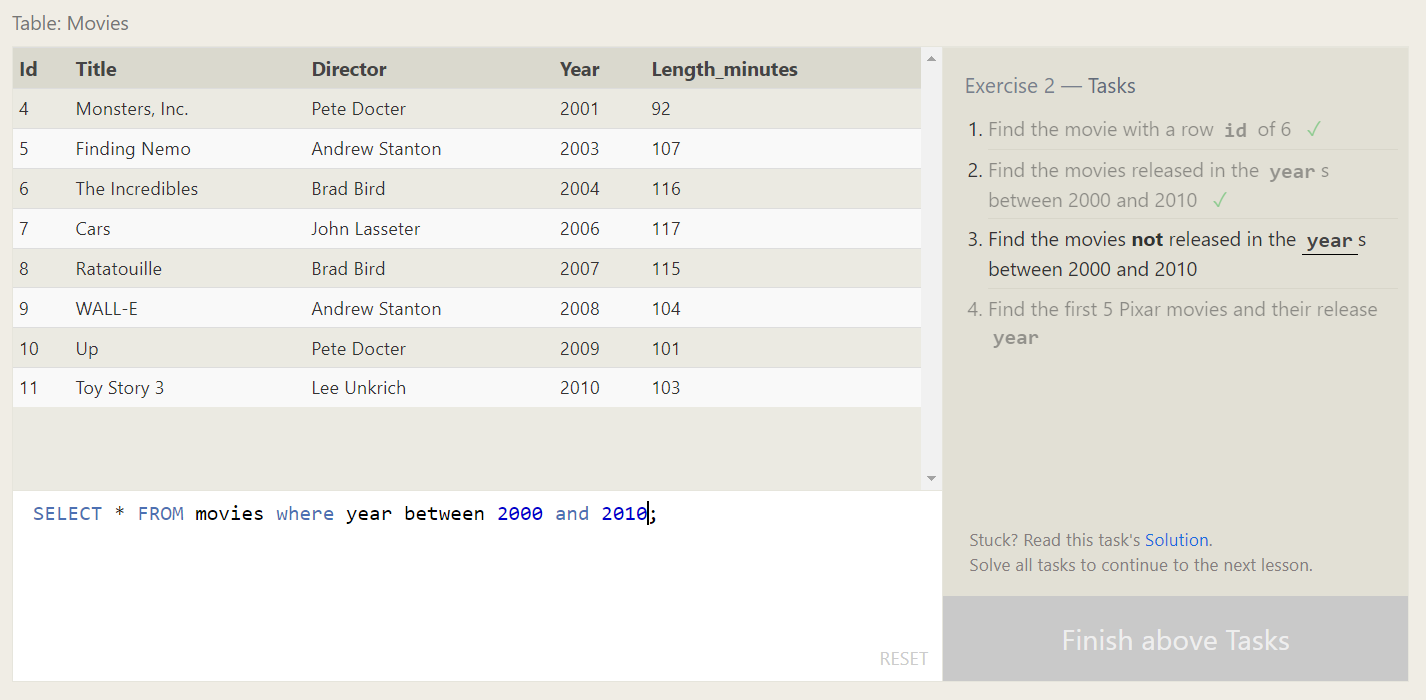 Table: Movies
Id Title Director Year Length_minutes
4 Monsters, Inc. Pete Docter 2001 92
5 Finding Nemo Andrew Stanton 2003 107
6 The Incredibles Brad Bird 2004 116
7 Cars John Lasseter 2006 117
8 Ratatouille Brad Bird 2007 115
9 WALL-E Andrew Stanton 2008 104
10 Up Pete Docter 2009 101
11 Toy Story 3 Lee Unkrich 2010 103
SELECT * FROM movies where year between 2000 and 2010;
RESET
Exercise 2 — Tasks
1. Find the movie with a row id of 6 ✓
2. Find the movies released in the year s
between 2000 and 2010 ✓
3. Find the movies not released in the year s
between 2000 and 2010
4. Find the first 5 Pixar movies and their release
year
Stuck? Read this task's Solution.
Solve all tasks to continue to the next lesson.
Finish above Tasks